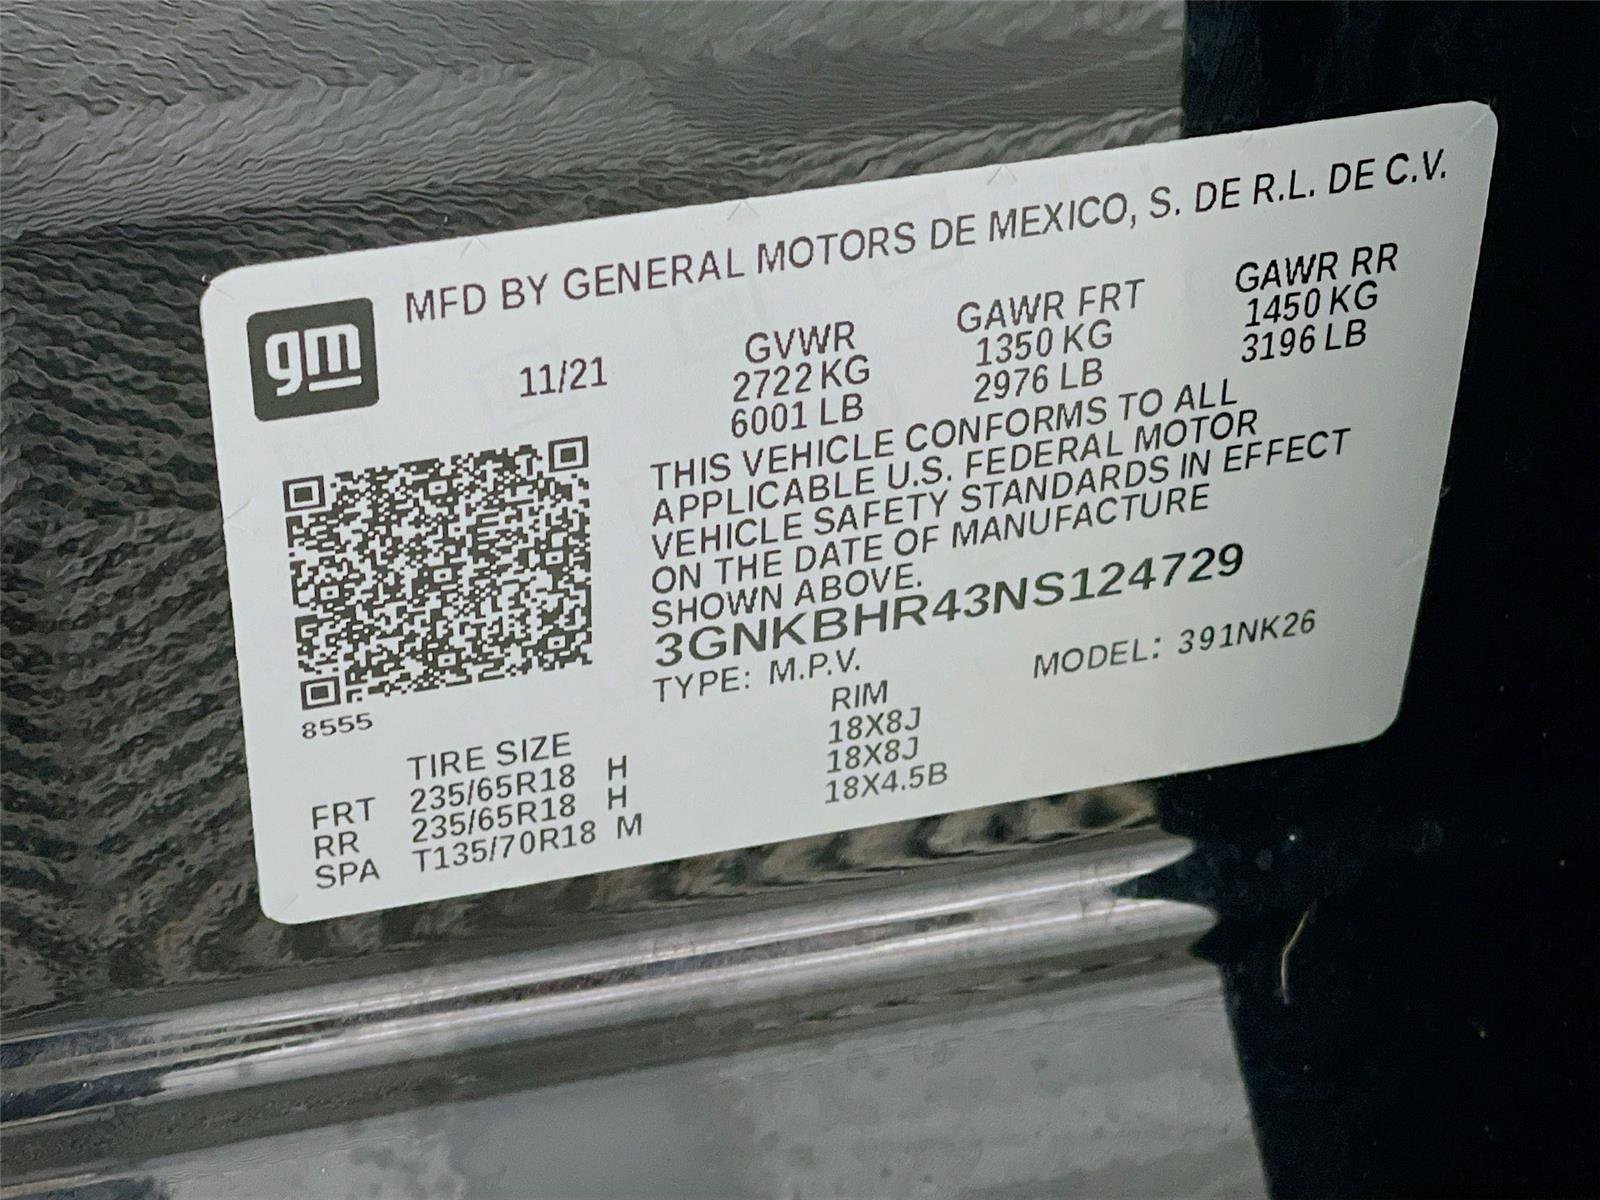 gm
MFD BY GENERAL MOTORS DE MEXICO, S. DE R.L. DE C.V.
11/21
GVWR
2722 KG
6001 LB
GAWR FRT
1350 KG
2976 LB
GAWR RR
1450 KG
3196 LB
THIS VEHICLE CONFORMS TO ALL
APPLICABLE U.S. FEDERAL MOTOR
VEHICLE SAFETY STANDARDS IN EFFECT
ON THE DATE OF MANUFACTURE
SHOWN ABOVE.
3GNKBHR43NS124729
TYPE: M.P.V.
MODEL: 391NK26
8555
TIRE SIZE RIM
FRT 235/65R18 H 18X8J
RR 235/65R18 H 18X8J
SPA T135/70R18 M 18X4.5B